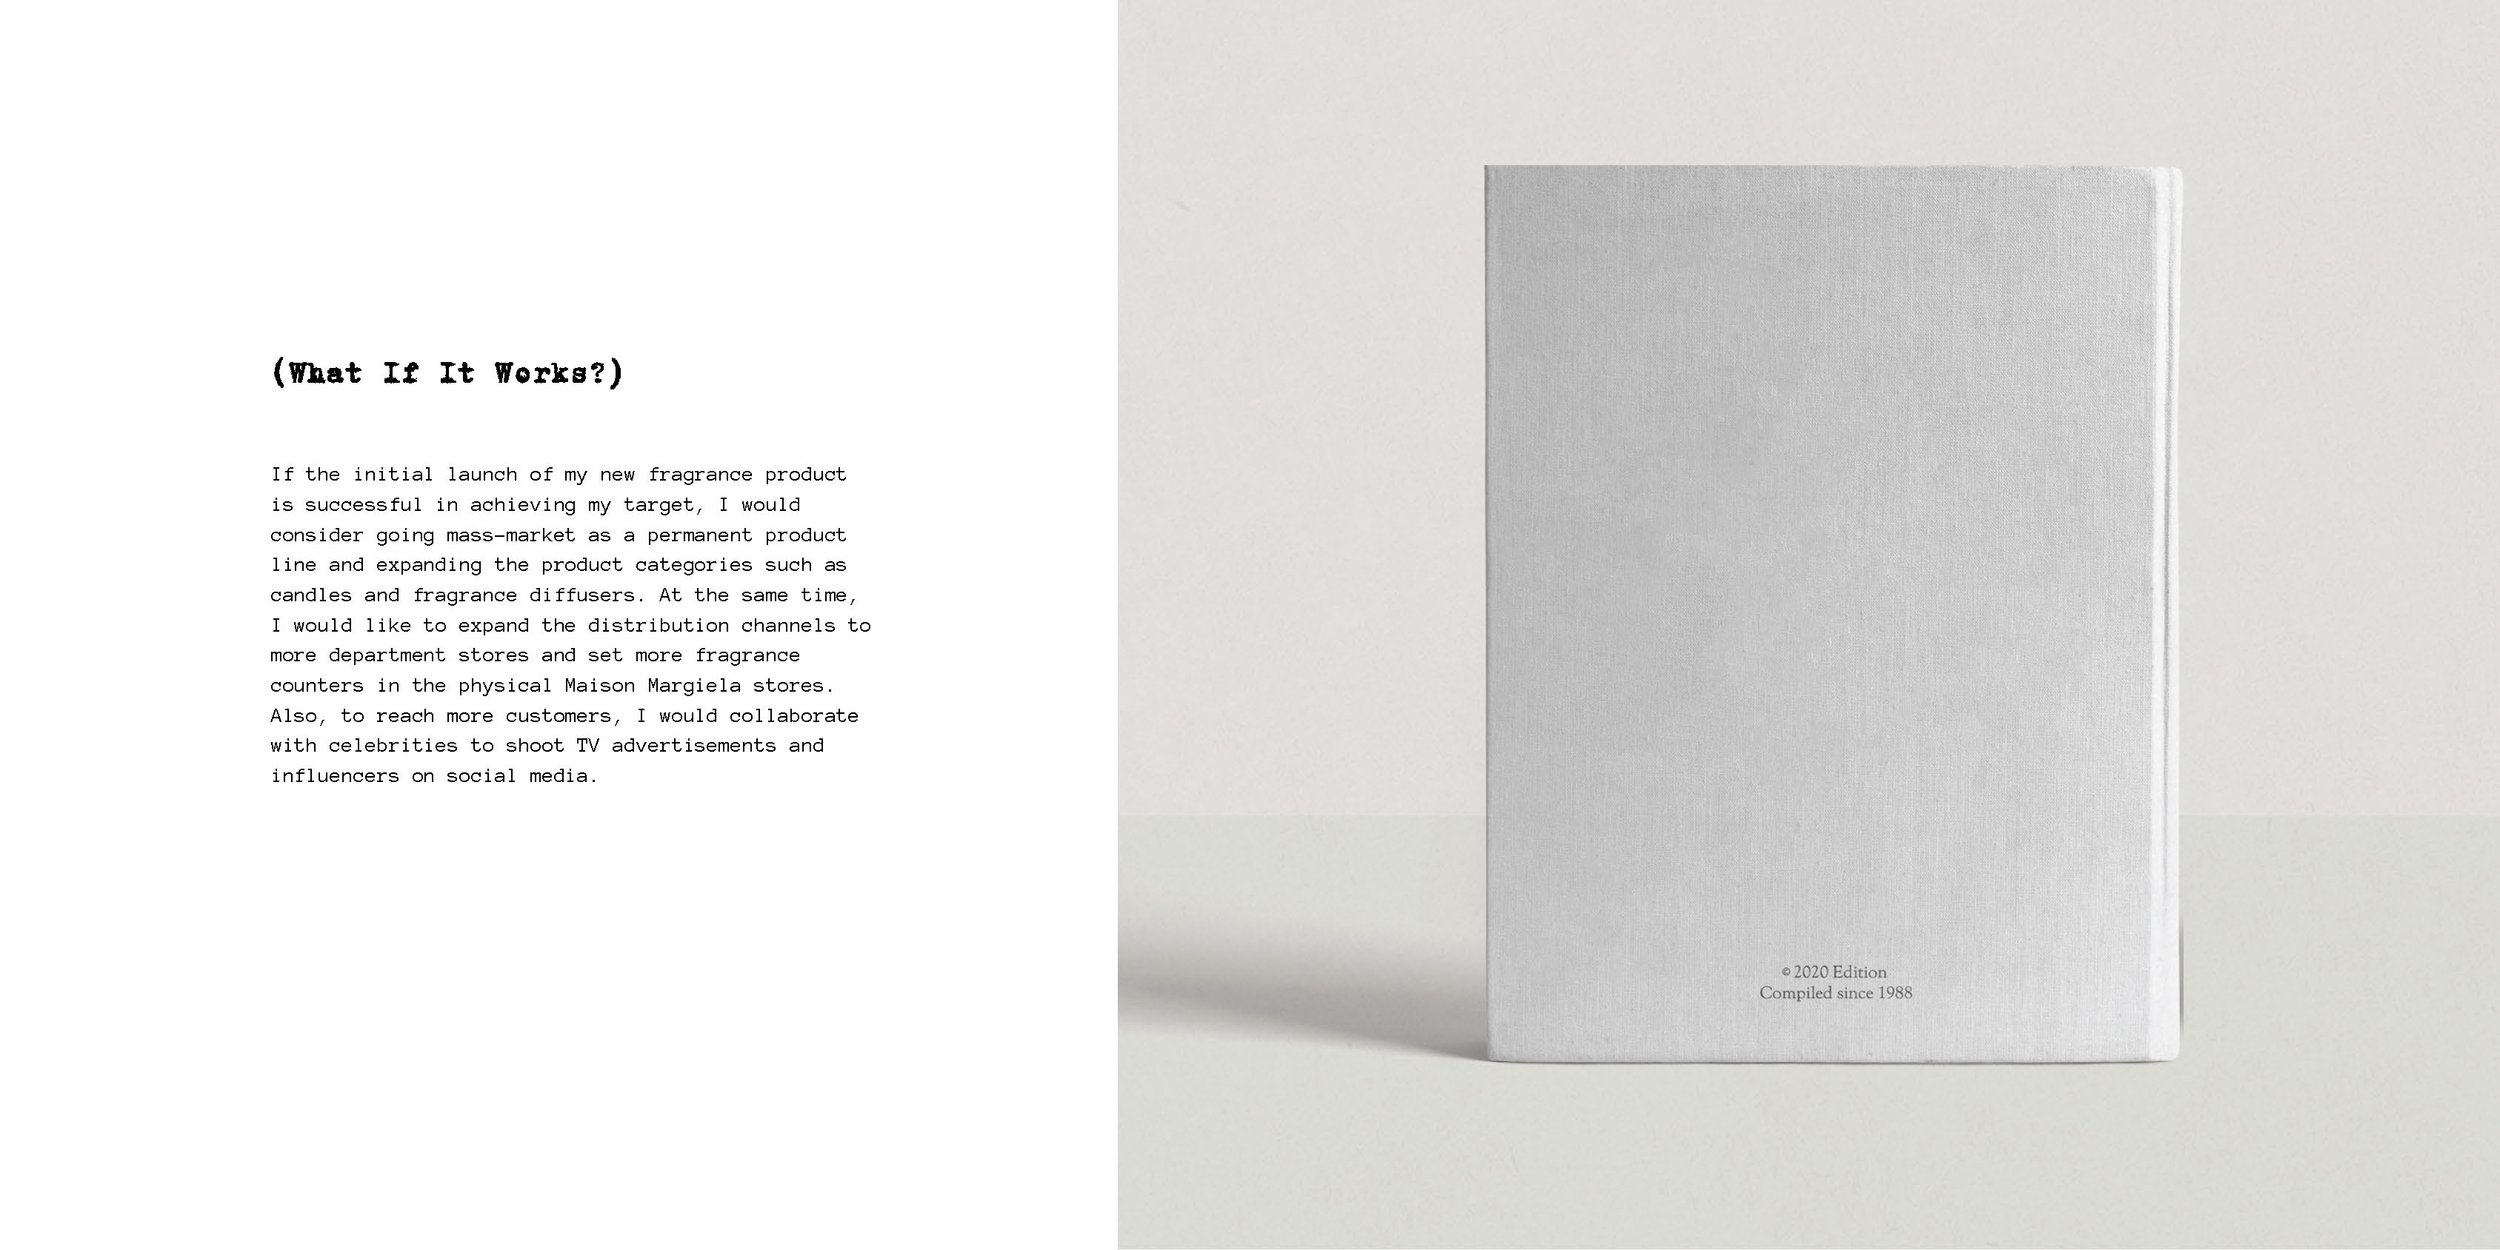 (What If It Works?)
If the initial launch of my new fragrance product
is successful in achieving my target, I would
consider going mass-market as a permanent product
line and expanding the product categories such as
candles and fragrance diffusers. At the same time,
I would like to expand the distribution channels to
more department stores and set more fragrance
counters in the physical Maison Margiela stores.
Also, to reach more customers, I would collaborate
with celebrities to shoot TV advertisements and
influencers on social media.
© 2020 Edition
Compiled since 1988